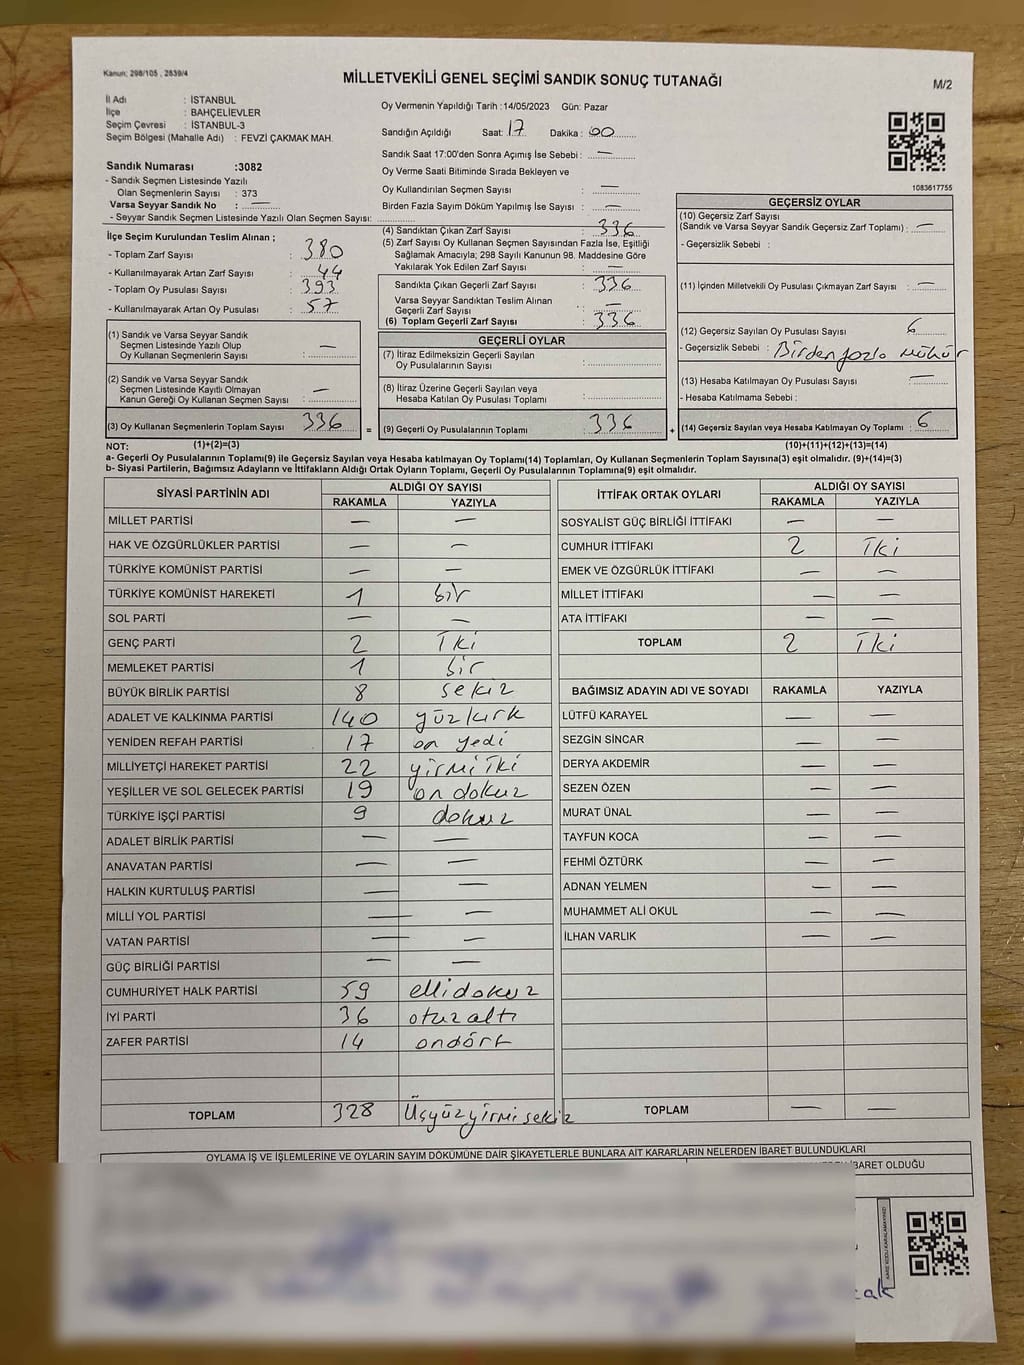 Kanun; 298/105 , 2839/4
MİLLETVEKİLİ GENEL SEÇİMİ SANDIK SONUÇ TUTANAĞI
M/2
İl Adı : İSTANBUL
İlçe : BAHÇELİEVLER
Seçim Çevresi : İSTANBUL-3
Seçim Bölgesi (Mahalle Adı) : FEVZİ ÇAKMAK MAH.
Oy Vermenin Yapıldığı Tarih :14/05/2023 Gün: Pazar
Sandığın Açıldığı Saat: 17 Dakika : 00
Sandık Saat 17:00'den Sonra Açımış İse Sebebi : —
Oy Verme Saati Bitiminde Sırada Bekleyen ve
Oy Kullandırılan Seçmen Sayısı : —
Birden Fazla Sayım Döküm Yapılmış İse Sayısı : —
1083617755
Sandık Numarası :3082
- Sandık Seçmen Listesinde Yazılı
Olan Seçmenlerin Sayısı : 373
Varsa Seyyar Sandık No : —
- Seyyar Sandık Seçmen Listesinde Yazılı Olan Seçmen Sayısı:
İlçe Seçim Kurulundan Teslim Alınan ;
- Toplam Zarf Sayısı : 380
- Kullanılmayarak Artan Zarf Sayısı : 44
- Toplam Oy Pusulası Sayısı : 393
- Kullanılmayarak Artan Oy Pusulası : 57
(1) Sandık ve Varsa Seyyar Sandık
Seçmen Listesinde Yazılı Olup
Oy Kullanan Seçmenlerin Sayısı : —
(2) Sandık ve Varsa Seyyar Sandık
Seçmen Listesinde Kayıtlı Olmayan
Kanun Gereği Oy Kullanan Seçmen Sayısı : —
(3) Oy Kullanan Seçmenlerin Toplam Sayısı : 336
(4) Sandıktan Çıkan Zarf Sayısı : 336
(5) Zarf Sayısı Oy Kullanan Seçmen Sayısından Fazla İse, Eşitliği
Sağlamak Amacıyla; 298 Sayılı Kanunun 98. Maddesine Göre
Yakılarak Yok Edilen Zarf Sayısı : —
Sandıkta Çıkan Geçerli Zarf Sayısı : 336
Varsa Seyyar Sandıktan Teslim Alınan
Geçerli Zarf Sayısı : —
(6) Toplam Geçerli Zarf Sayısı : 336
GEÇERLİ OYLAR
(7) İtiraz Edilmeksizin Geçerli Sayılan
Oy Pusulalarının Sayısı :
(8) İtiraz Üzerine Geçerli Sayılan veya
Hesaba Katılan Oy Pusulası Toplamı :
= (9) Geçerli Oy Pusulalarının Toplamı : 336 +
GEÇERSİZ OYLAR
(10) Geçersiz Zarf Sayısı
(Sandık ve Varsa Seyyar Sandık Geçersiz Zarf Toplamı) : —
- Geçersizlik Sebebi :
(11) İçinden Milletvekili Oy Pusulası Çıkmayan Zarf Sayısı : —
(12) Geçersiz Sayılan Oy Pusulası Sayısı : 6
- Geçersizlik Sebebi : Birden fazla mühür
(13) Hesaba Katılmayan Oy Pusulası Sayısı : —
- Hesaba Katılmama Sebebi :
(14) Geçersiz Sayılan veya Hesaba Katılmayan Oy Toplamı : 6
NOT: (1)+(2)=(3) (10)+(11)+(12)+(13)=(14)
a- Geçerli Oy Pusulalarının Toplamı(9) ile Geçersiz Sayılan veya Hesaba katılmayan Oy Toplamı(14) Toplamları, Oy Kullanan Seçmenlerin Toplam Sayısına(3) eşit olmalıdır. (9)+(14)=(3)
b- Siyasi Partilerin, Bağımsız Adayların ve İttifakların Aldığı Ortak Oyların Toplamı, Geçerli Oy Pusulalarının Toplamına(9) eşit olmalıdır.
SİYASİ PARTİNİN ADI ALDIĞI OY SAYISI
RAKAMLA YAZIYLA
MİLLET PARTİSİ — —
HAK VE ÖZGÜRLÜKLER PARTİSİ — —
TÜRKİYE KOMÜNİST PARTİSİ — —
TÜRKİYE KOMÜNİST HAREKETİ 1 bir
SOL PARTİ — —
GENÇ PARTİ 2 İki
MEMLEKET PARTİSİ 1 bir
BÜYÜK BİRLİK PARTİSİ 8 sekiz
ADALET VE KALKINMA PARTİSİ 140 yüzkırk
YENİDEN REFAH PARTİSİ 17 on yedi
MİLLİYETÇİ HAREKET PARTİSİ 22 yirmi İki
YEŞİLLER VE SOL GELECEK PARTİSİ 19 on dokuz
TÜRKİYE İŞÇİ PARTİSİ 9 dokuz
ADALET BİRLİK PARTİSİ — —
ANAVATAN PARTİSİ — —
HALKIN KURTULUŞ PARTİSİ — —
MİLLİ YOL PARTİSİ — —
VATAN PARTİSİ — —
GÜÇ BİRLİĞİ PARTİSİ — —
CUMHURİYET HALK PARTİSİ 59 ellidokuz
İYİ PARTİ 36 otuzaltı
ZAFER PARTİSİ 14 ondört
TOPLAM 328 Üçyüzyirmisekiz
İTTİFAK ORTAK OYLARI ALDIĞI OY SAYISI
RAKAMLA YAZIYLA
SOSYALİST GÜÇ BİRLİĞİ İTTİFAKI — —
CUMHUR İTTİFAKI 2 İki
EMEK VE ÖZGÜRLÜK İTTİFAKI — —
MİLLET İTTİFAKI — —
ATA İTTİFAKI — —
TOPLAM 2 İki
BAĞIMSIZ ADAYIN ADI VE SOYADI RAKAMLA YAZIYLA
LÜTFÜ KARAYEL — —
SEZGİN SİNCAR — —
DERYA AKDEMİR — —
SEZEN ÖZEN — —
MURAT ÜNAL — —
TAYFUN KOCA — —
FEHMİ ÖZTÜRK — —
ADNAN YELMEN — —
MUHAMMET ALİ OKUL — —
İLHAN VARLIK — —
TOPLAM — —
OYLAMA İŞ VE İŞLEMLERİNE VE OYLARIN SAYIM DÖKÜMÜNE DAİR ŞİKAYETLERLE BUNLARA AİT KARARLARIN NELERDEN İBARET BULUNDUKLARI
İBARET OLDUĞU